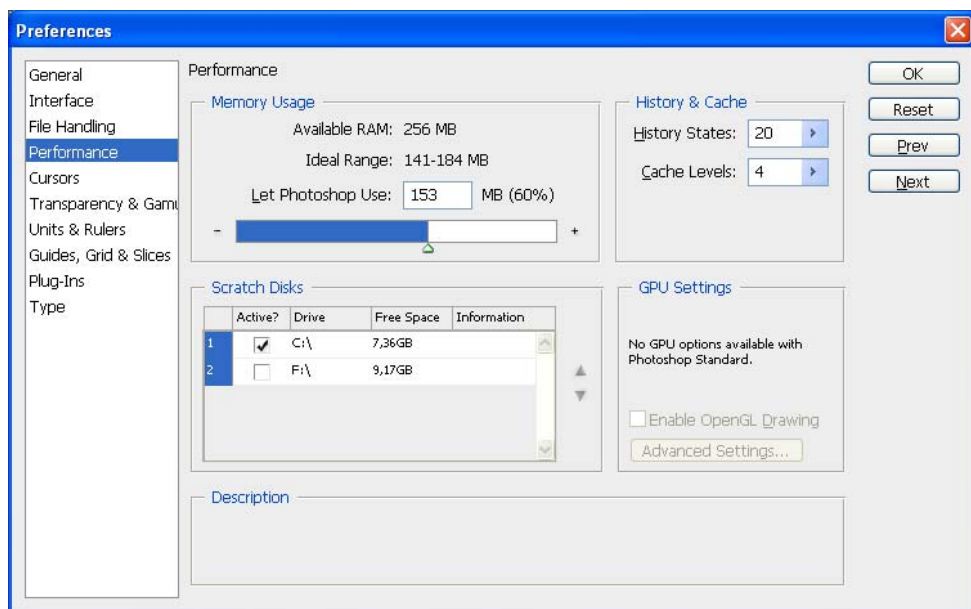 Preferences
General
Interface
File Handling
Performance
Cursors
Transparency & Gamu
Units & Rulers
Guides, Grid & Slices
Plug-Ins
Type
Performance
Memory Usage
Available RAM: 256 MB
Ideal Range: 141-184 MB
Let Photoshop Use: 153 MB (60%)
- +
History & Cache
History States: 20
Cache Levels: 4
OK
Reset
Prev
Next
Scratch Disks
Active? Drive Free Space Information
1 C:\ 7,36GB
2 F:\ 9,17GB
GPU Settings
No GPU options available with
Photoshop Standard.
Enable OpenGL Drawing
Advanced Settings...
Description